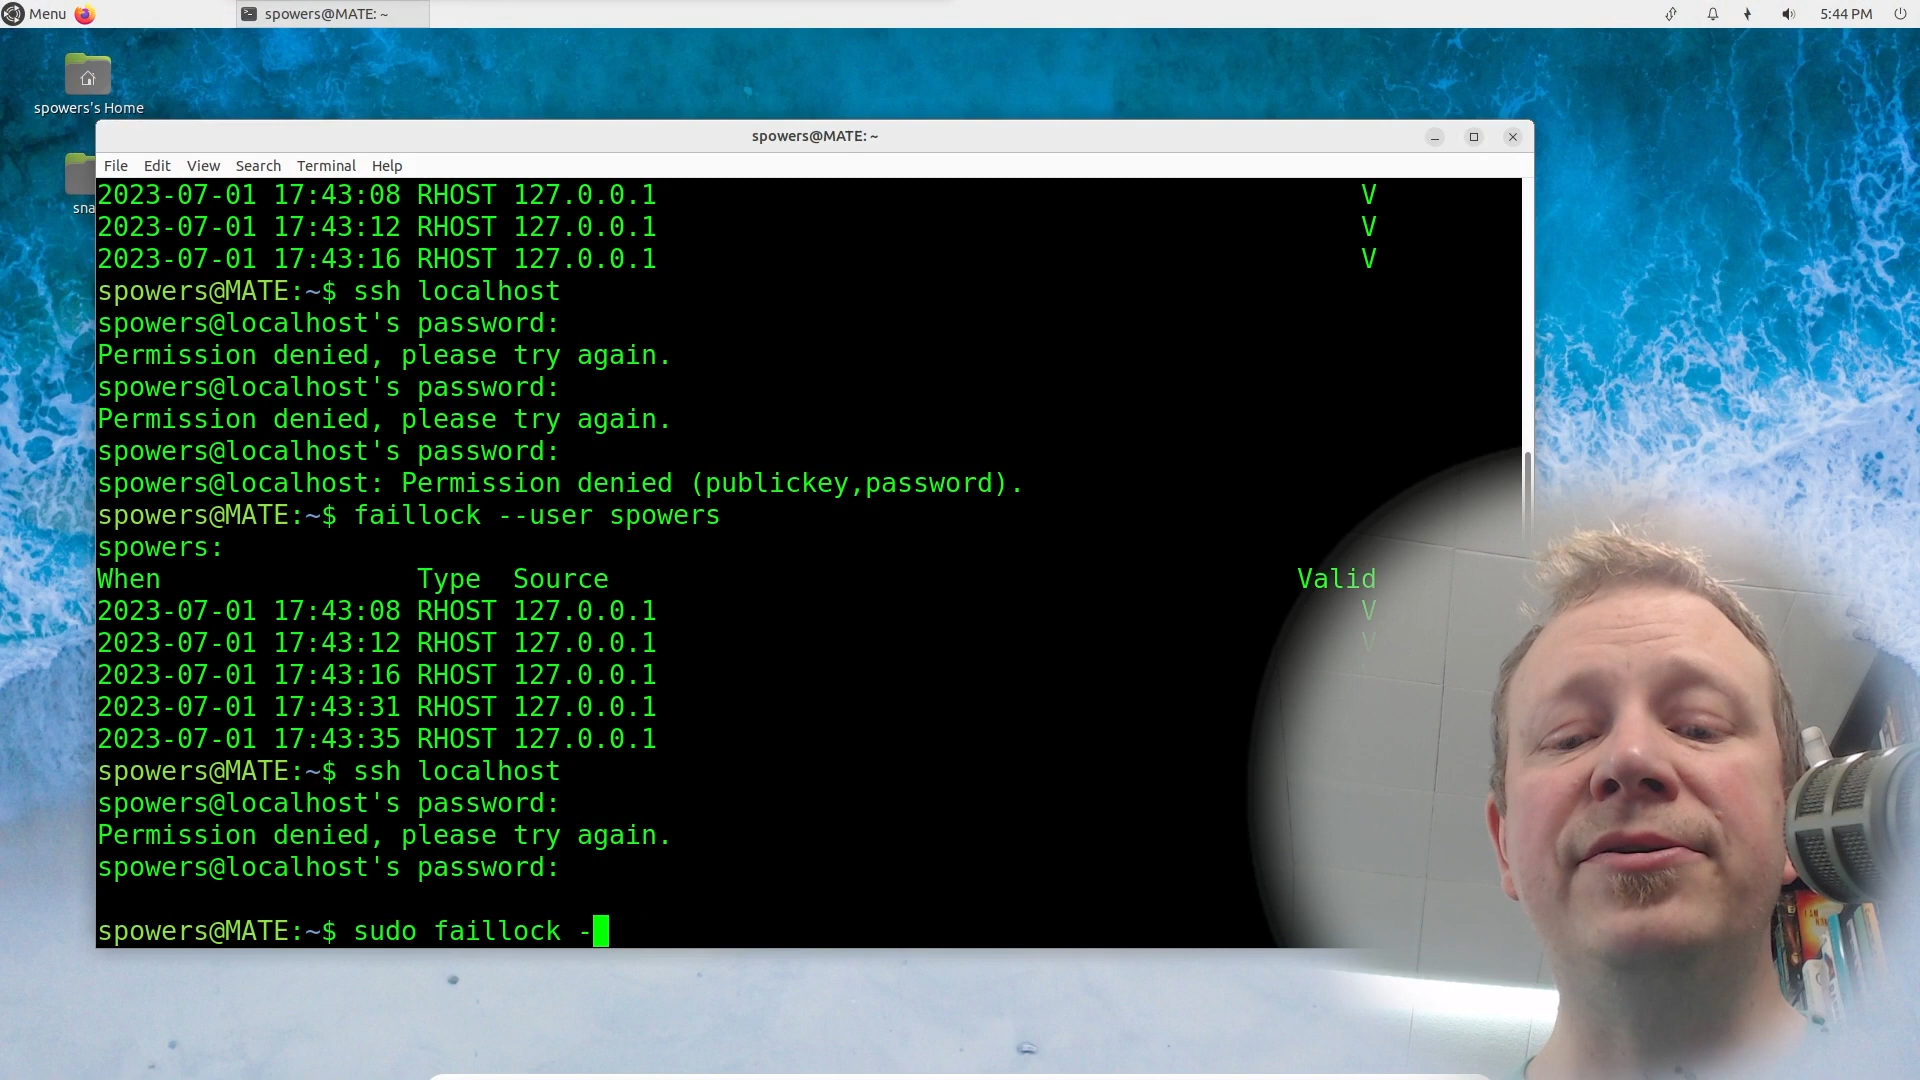 Menu
spowers@MATE: ~
5:44 PM
spowers's Home
sna
spowers@MATE: ~
File Edit View Search Terminal Help
2023-07-01 17:43:08 RHOST 127.0.0.1 V
2023-07-01 17:43:12 RHOST 127.0.0.1 V
2023-07-01 17:43:16 RHOST 127.0.0.1 V
spowers@MATE:~$ ssh localhost
spowers@localhost's password:
Permission denied, please try again.
spowers@localhost's password:
Permission denied, please try again.
spowers@localhost's password:
spowers@localhost: Permission denied (publickey,password).
spowers@MATE:~$ faillock --user spowers
spowers:
When Type Source Valid
2023-07-01 17:43:08 RHOST 127.0.0.1 V
2023-07-01 17:43:12 RHOST 127.0.0.1 V
2023-07-01 17:43:16 RHOST 127.0.0.1
2023-07-01 17:43:31 RHOST 127.0.0.1
2023-07-01 17:43:35 RHOST 127.0.0.1
spowers@MATE:~$ ssh localhost
spowers@localhost's password:
Permission denied, please try again.
spowers@localhost's password:
spowers@MATE:~$ sudo faillock -